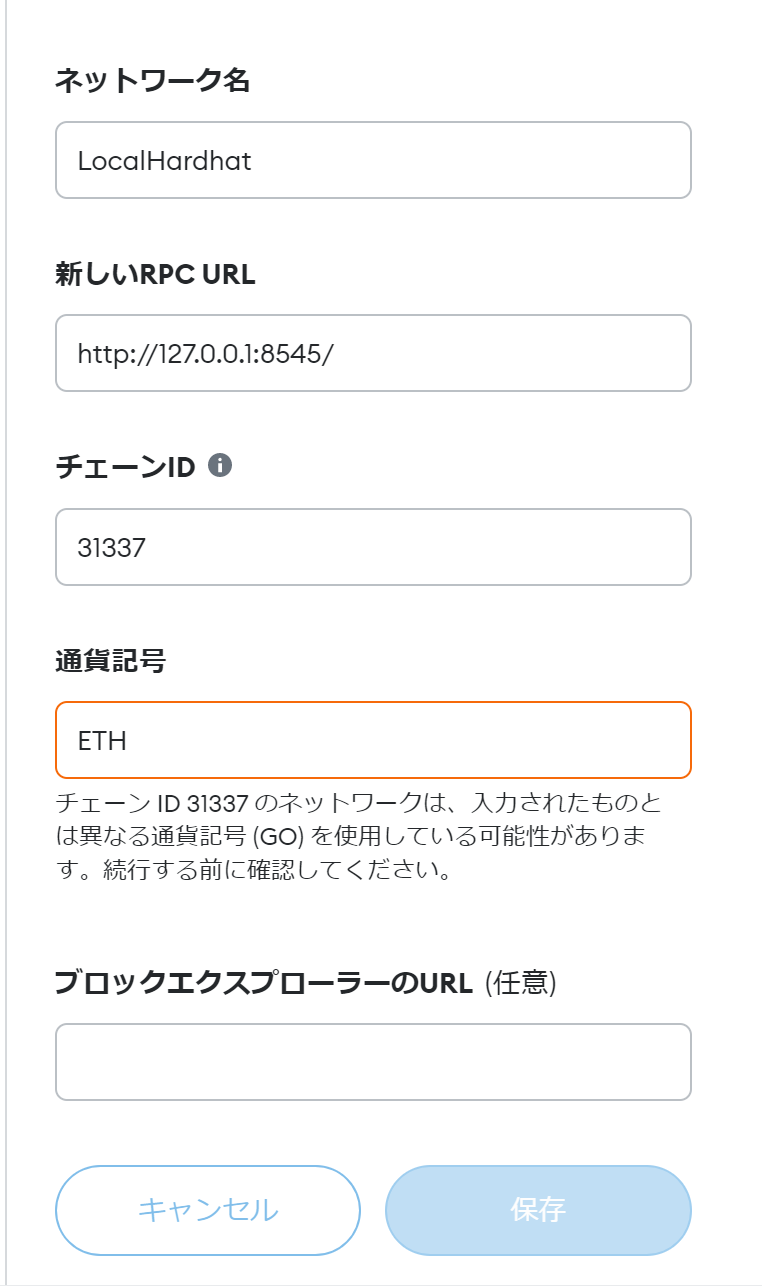 ネットワーク名
LocalHardhat
新しいRPC URL
http://127.0.0.1:8545/
チェーンID
31337
通貨記号
ETH
チェーン ID 31337 のネットワークは、入力されたものと
は異なる通貨記号 (GO) を使用している可能性がありま
す。続行する前に確認してください。
ブロックエクスプローラーのURL (任意)
キャンセル
保存